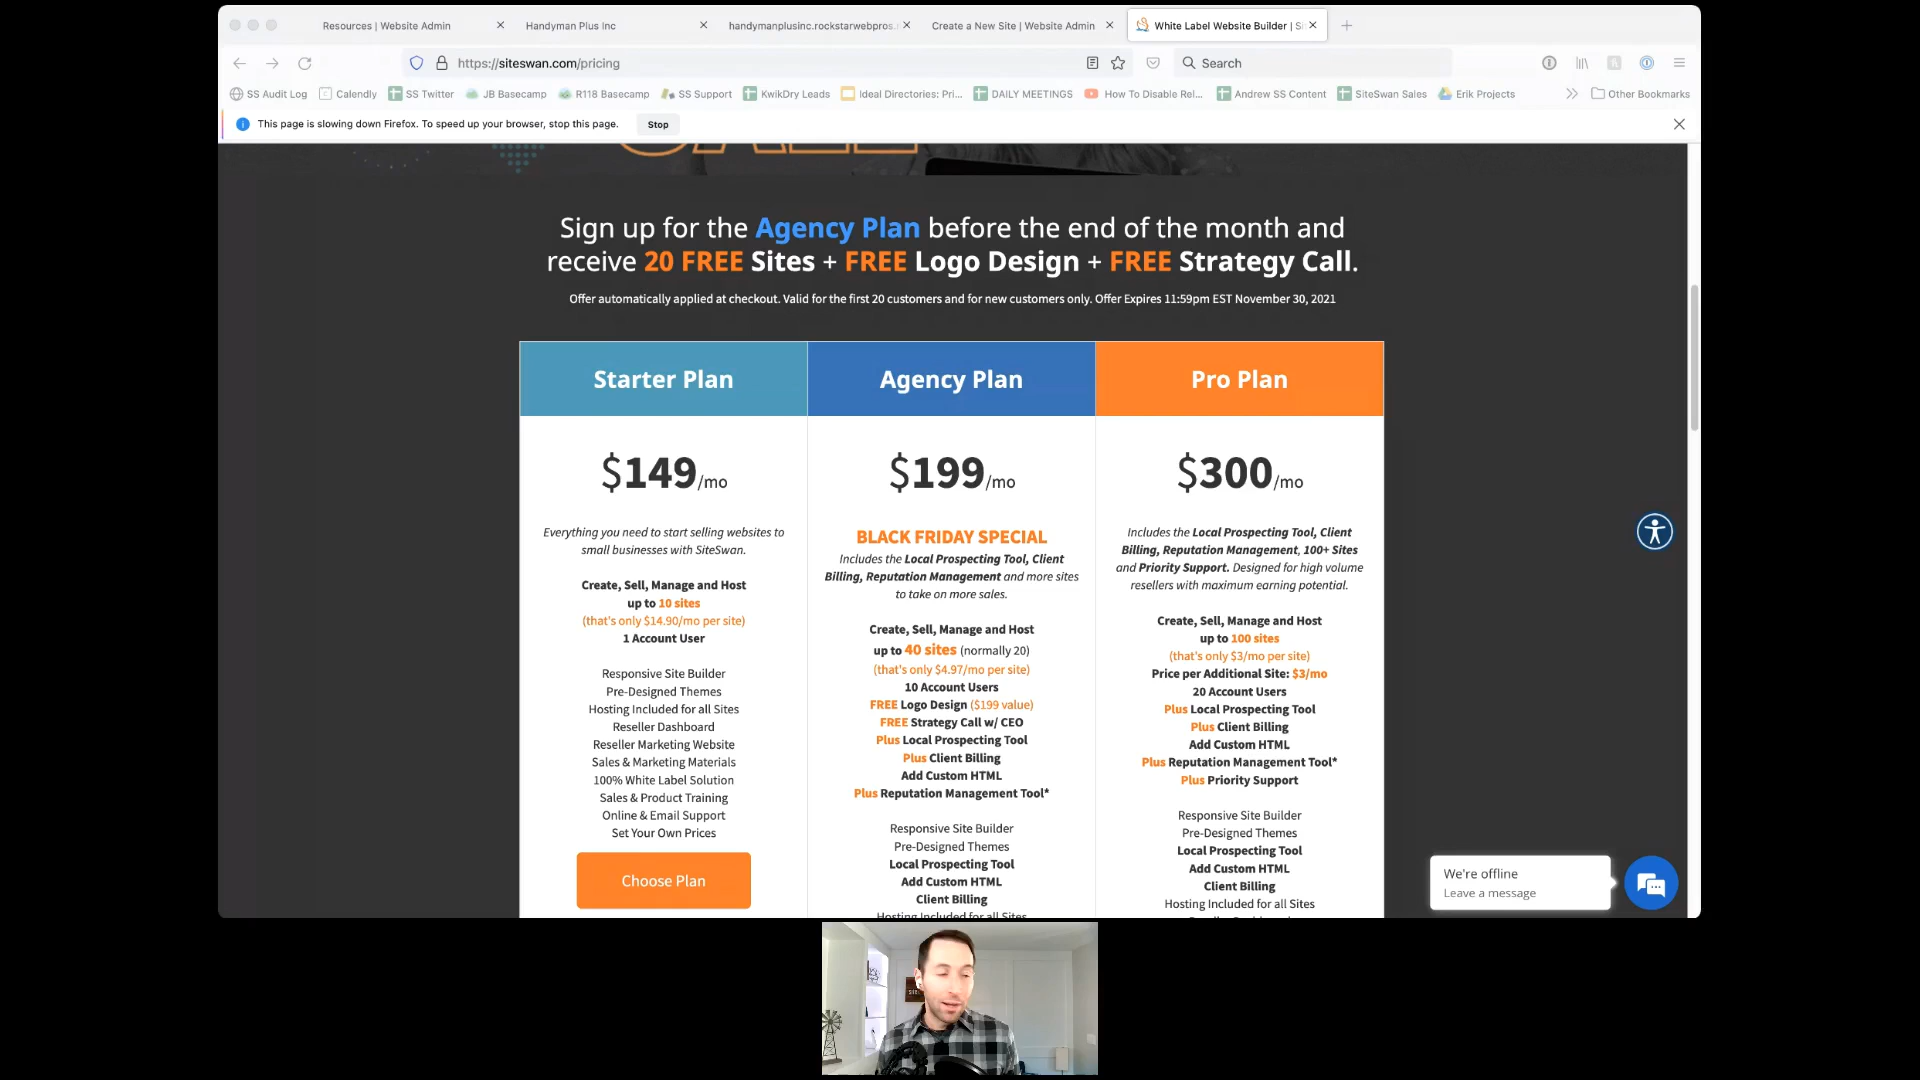 Resources | Website Admin
Handyman Plus Inc
handymanplusinc.rockstarwebpros.
Create a New Site | Website Admin
White Label Website Builder | Si
https://siteswan.com/pricing
Search
SS Audit Log
Calendly
SS Twitter
JB Basecamp
R118 Basecamp
SS Support
KwikDry Leads
Ideal Directories: Pri...
DAILY MEETINGS
How To Disable Rel...
Andrew SS Content
SiteSwan Sales
Erik Projects
Other Bookmarks
This page is slowing down Firefox. To speed up your browser, stop this page.
Stop
Sign up for the Agency Plan before the end of the month and
receive 20 FREE Sites + FREE Logo Design + FREE Strategy Call.
Offer automatically applied at checkout. Valid for the first 20 customers and for new customers only. Offer Expires 11:59pm EST November 30, 2021
Starter Plan
$149/mo
Everything you need to start selling websites to
small businesses with SiteSwan.
Create, Sell, Manage and Host
up to 10 sites
(that's only $14.90/mo per site)
1 Account User
Responsive Site Builder
Pre-Designed Themes
Hosting Included for all Sites
Reseller Dashboard
Reseller Marketing Website
Sales & Marketing Materials
100% White Label Solution
Sales & Product Training
Online & Email Support
Set Your Own Prices
Choose Plan
Agency Plan
$199/mo
BLACK FRIDAY SPECIAL
Includes the Local Prospecting Tool, Client
Billing, Reputation Management and more sites
to take on more sales.
Create, Sell, Manage and Host
up to 40 sites (normally 20)
(that's only $4.97/mo per site)
10 Account Users
FREE Logo Design ($199 value)
FREE Strategy Call w/ CEO
Plus Local Prospecting Tool
Plus Client Billing
Add Custom HTML
Plus Reputation Management Tool*
Responsive Site Builder
Pre-Designed Themes
Local Prospecting Tool
Add Custom HTML
Client Billing
Hosting Included for all Sites
Pro Plan
$300/mo
Includes the Local Prospecting Tool, Client
Billing, Reputation Management, 100+ Sites
and Priority Support. Designed for high volume
resellers with maximum earning potential.
Create, Sell, Manage and Host
up to 100 sites
(that's only $3/mo per site)
Price per Additional Site: $3/mo
20 Account Users
Plus Local Prospecting Tool
Plus Client Billing
Add Custom HTML
Plus Reputation Management Tool*
Plus Priority Support
Responsive Site Builder
Pre-Designed Themes
Local Prospecting Tool
Add Custom HTML
Client Billing
Hosting Included for all Sites
We're offline
Leave a message